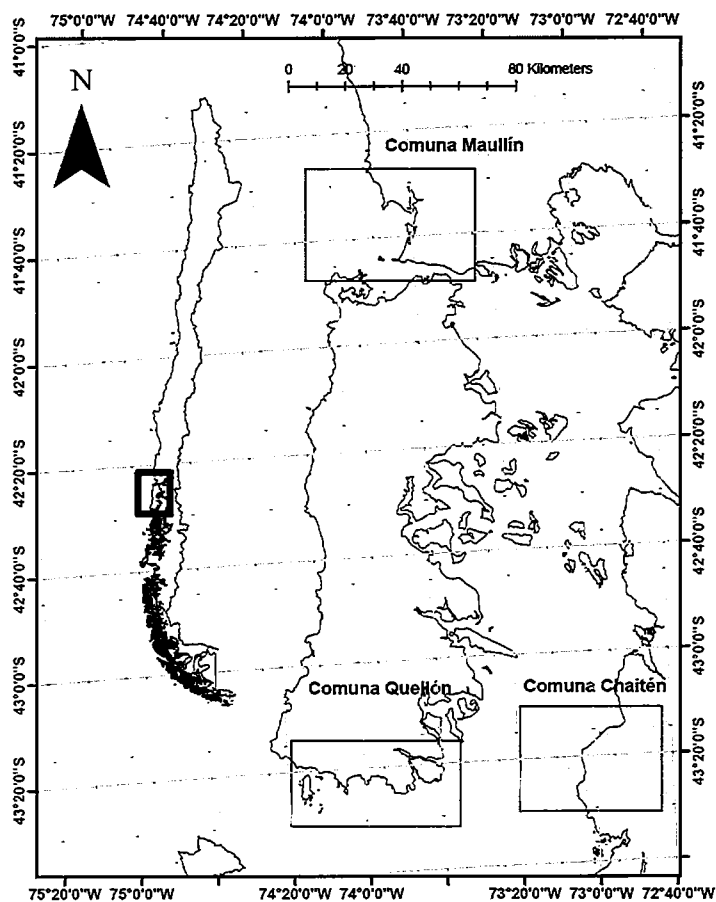 75°0'0"W 74°40'0"W 74°20'0"W 74°0'0"W 73°40'0"W 73°20'0"W 73°0'0"W 72°40'0"W
41°0'0"S
N
0 20 40 80 Kilometers
41°20'0"S
Comuna Maullín
41°20'0"S
41°40'0"S
41°40'0"S
42°0'0"S
42°0'0"S
42°20'0"S
42°20'0"S
42°40'0"S
42°40'0"S
43°0'0"S
43°0'0"S
Comuna Quellón
Comuna Chaitén
43°20'0"S
43°20'0"S
75°20'0"W 75°0'0"W 74°20'0"W 74°0'0"W 73°20'0"W 73°0'0"W 72°40'0"W